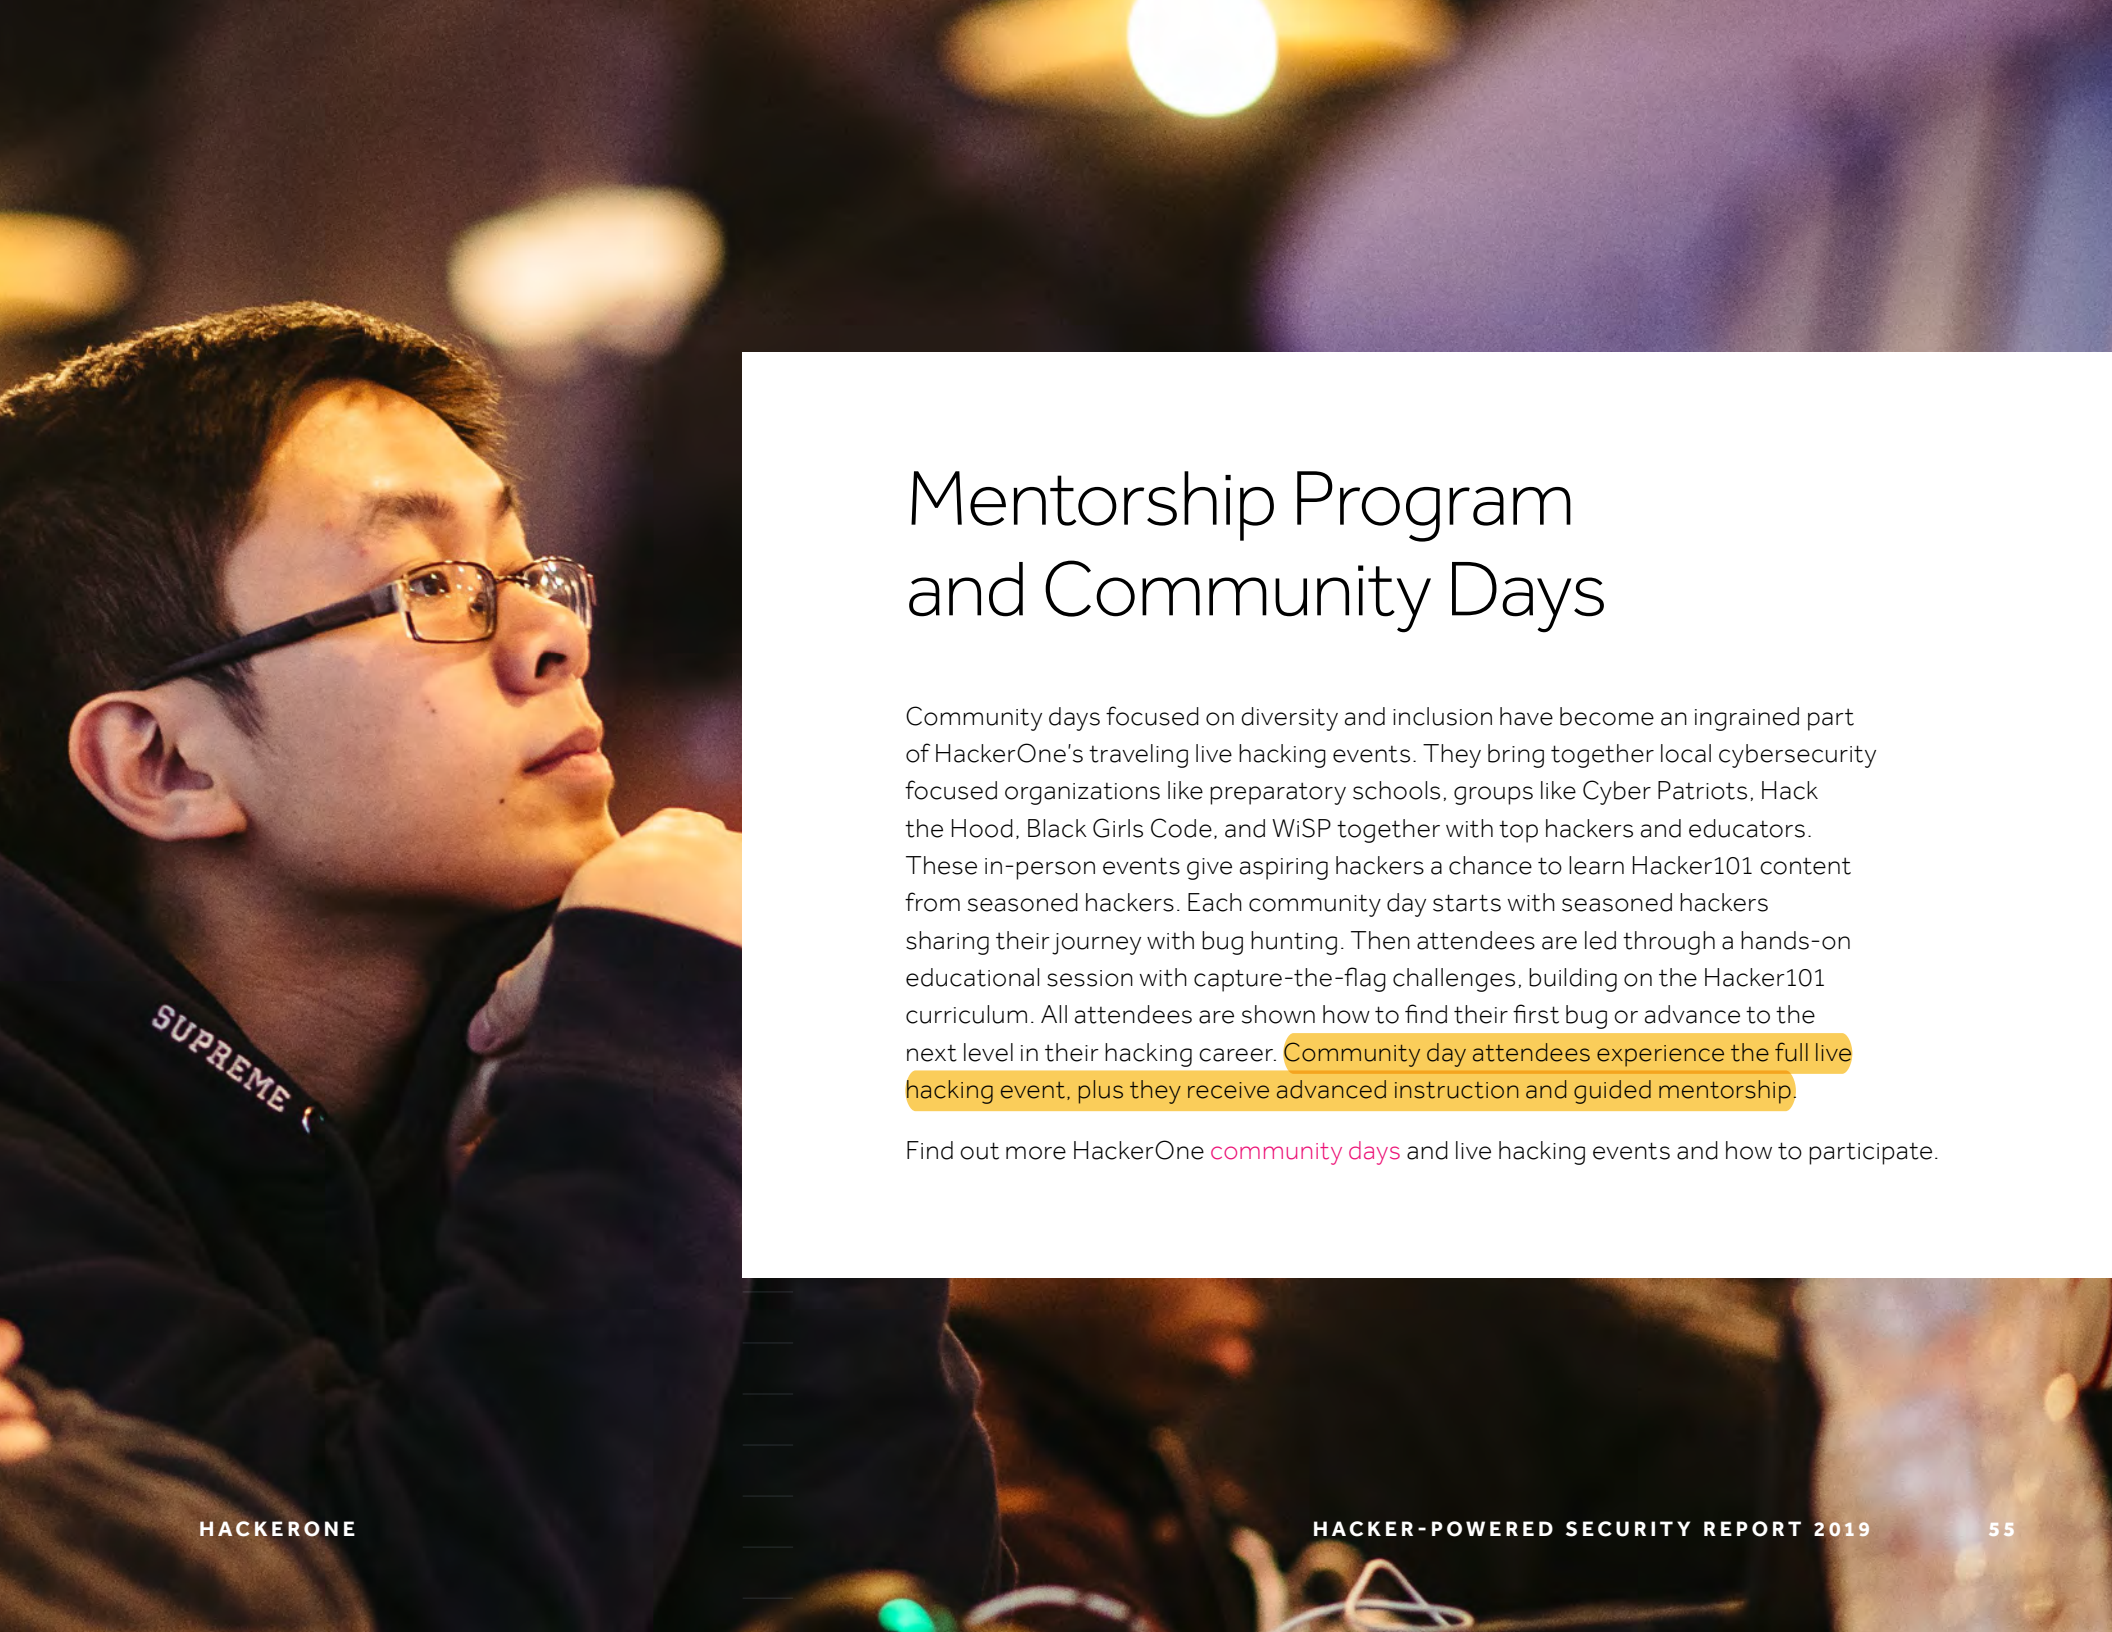 Mentorship Program
and Community Days
Community days focused on diversity and inclusion have become an ingrained part
of HackerOne's traveling live hacking events. They bring together local cybersecurity
focused organizations like preparatory schools, groups like Cyber Patriots, Hack
the Hood, Black Girls Code, and WiSP together with top hackers and educators.
These in-person events give aspiring hackers a chance to learn Hacker101 content
from seasoned hackers. Each community day starts with seasoned hackers
sharing their journey with bug hunting. Then attendees are led through a hands-on
educational session with capture-the-flag challenges, building on the Hacker101
curriculum. All attendees are shown how to find their first bug or advance to the
next level in their hacking career. Community day attendees experience the full live
hacking event, plus they receive advanced instruction and guided mentorship.
Find out more HackerOne community days and live hacking events and how to participate.
SUPREME
HACKERONE
HACKER-POWERED SECURITY REPORT 2019
55